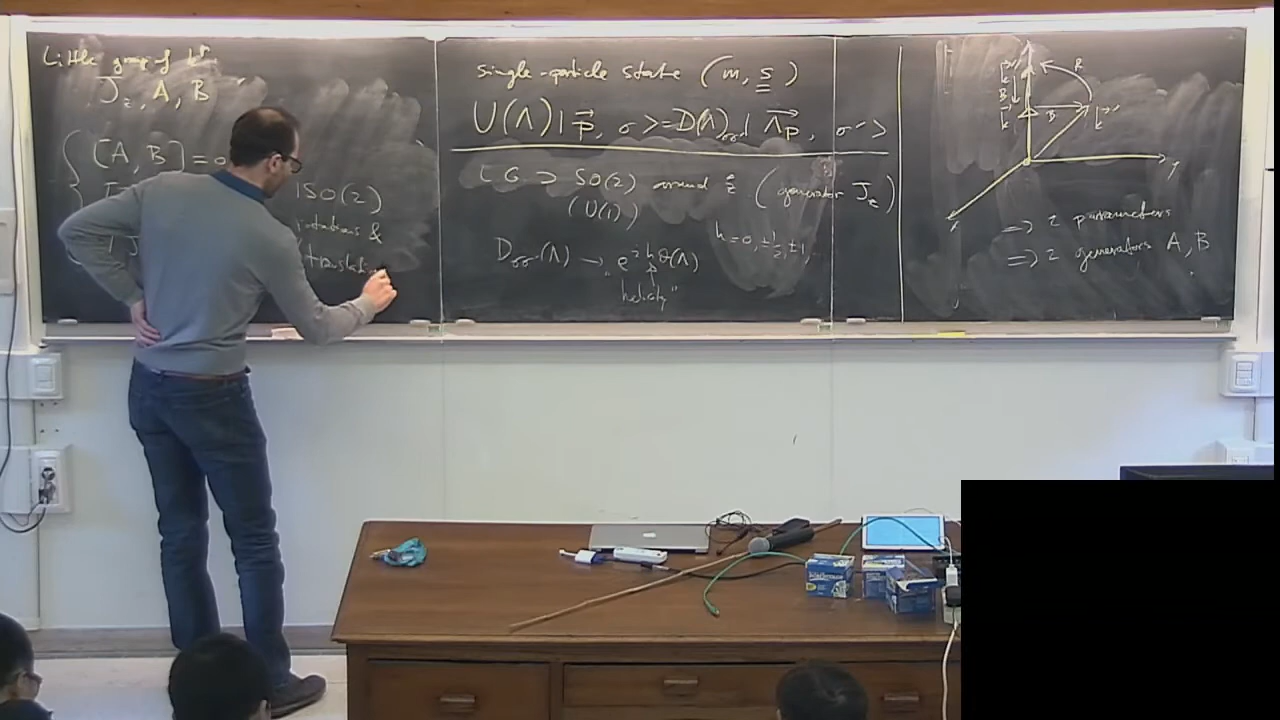 Little group of k^μ
J_z, A, B
[A, B] = 0
ISO(2)
rotations &
single-particle state (m, s)
U(Λ)|p⃗, σ> = D(Λ)_σσ' |Λp⃗, σ'>
LG ⊃ SO(2) around ẑ (generator J_z)
(U(1))
h = 0, ±1/2, ±1,
D_σσ'(Λ) → e^{ihθ(Λ)}
"helicity"
R
B
k⃗
y
x
=> 2 parameters
=> 2 generators A, B